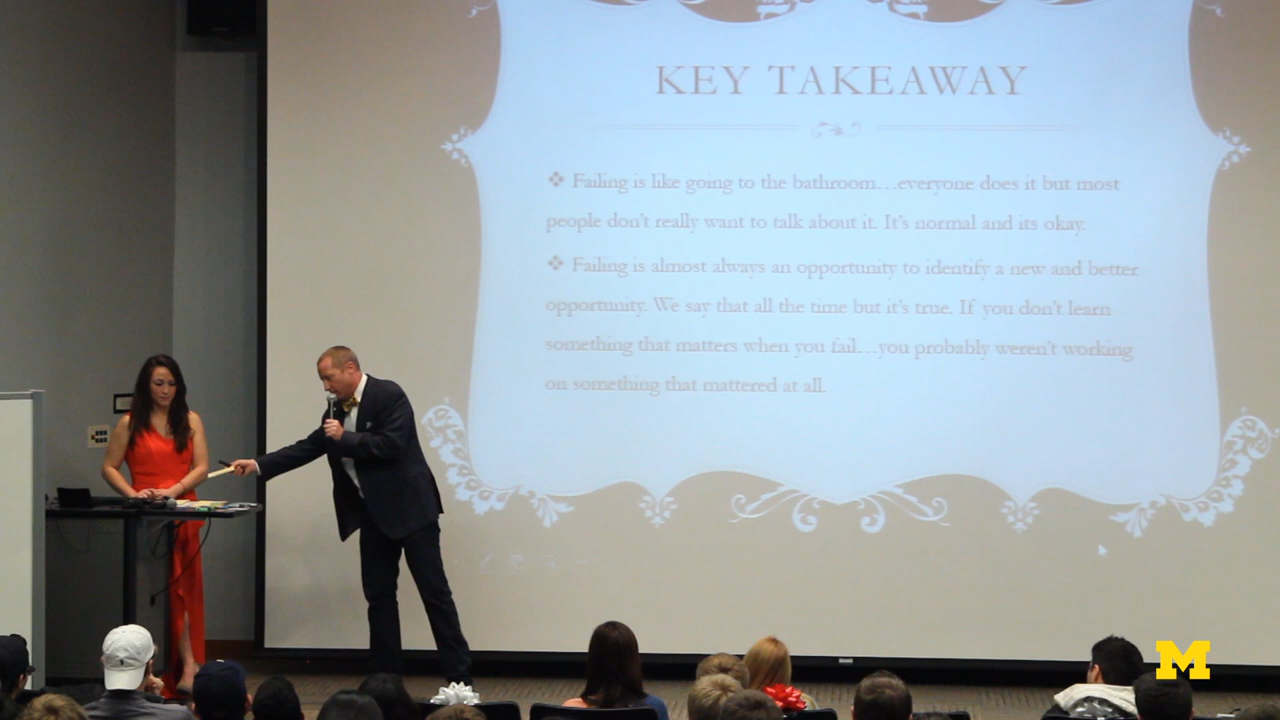 KEY TAKEAWAY
❖ Failing is like going to the bathroom…everyone does it but most
people don't really want to talk about it. It's normal and its okay.
❖ Failing is almost always an opportunity to identify a new and better
opportunity. We say that all the time but it's true. If you don't learn
something that matters when you fail…you probably weren't working
on something that mattered at all.
M